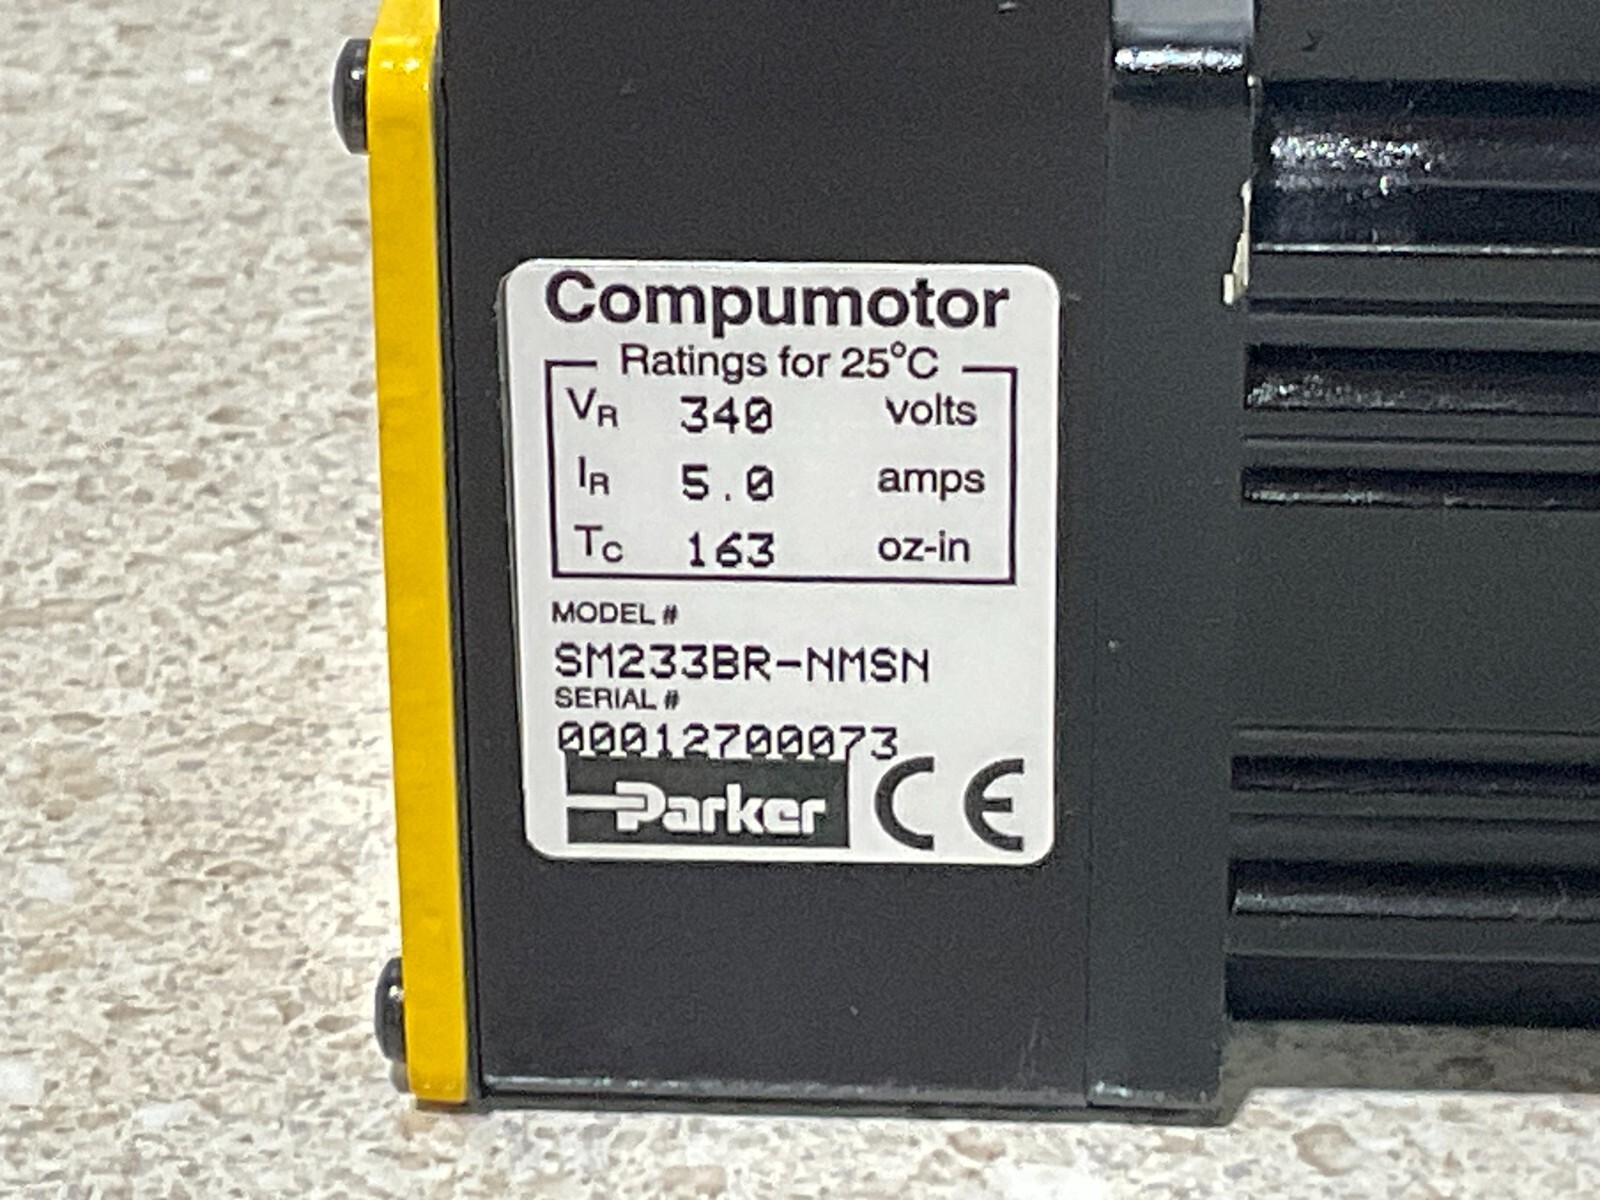 Compumotor
Ratings for 25°C
VR 340 volts
IR 5.0 amps
TC 163 oz-in
MODEL #
SM233BR-NMSN
SERIAL #
00012700073
Parker CE